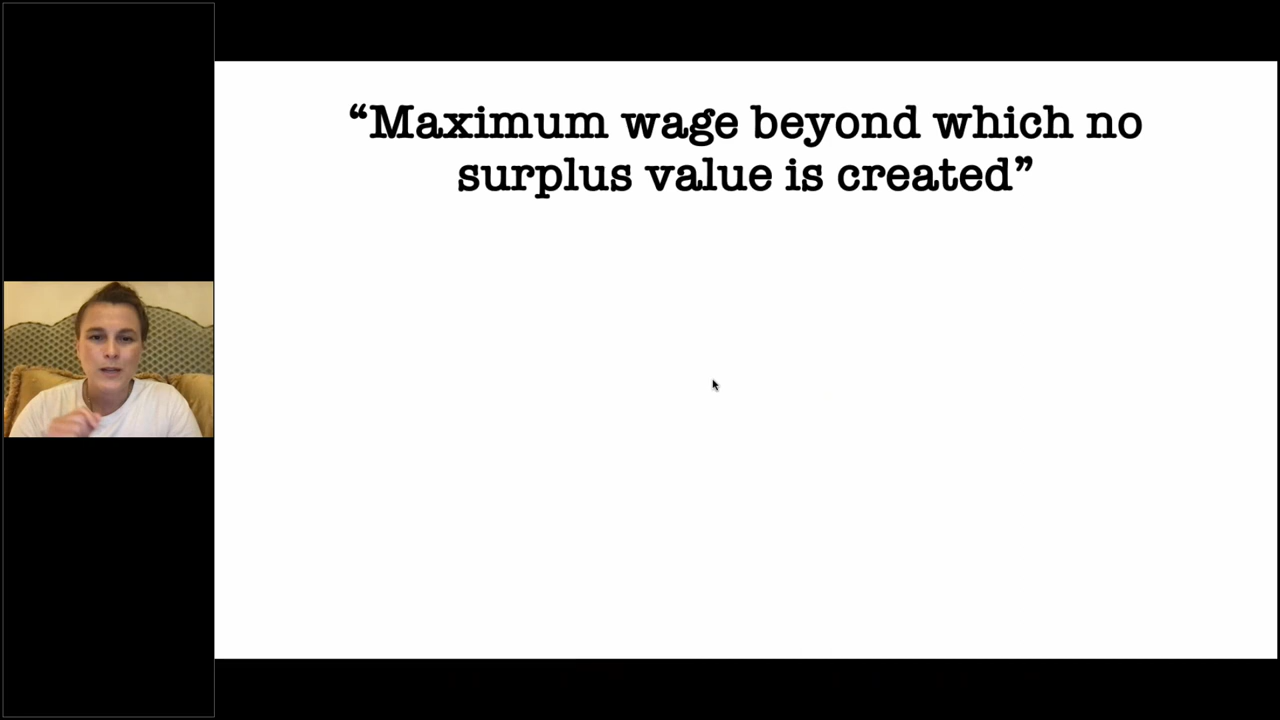 “Maximum wage beyond which no
surplus value is created”